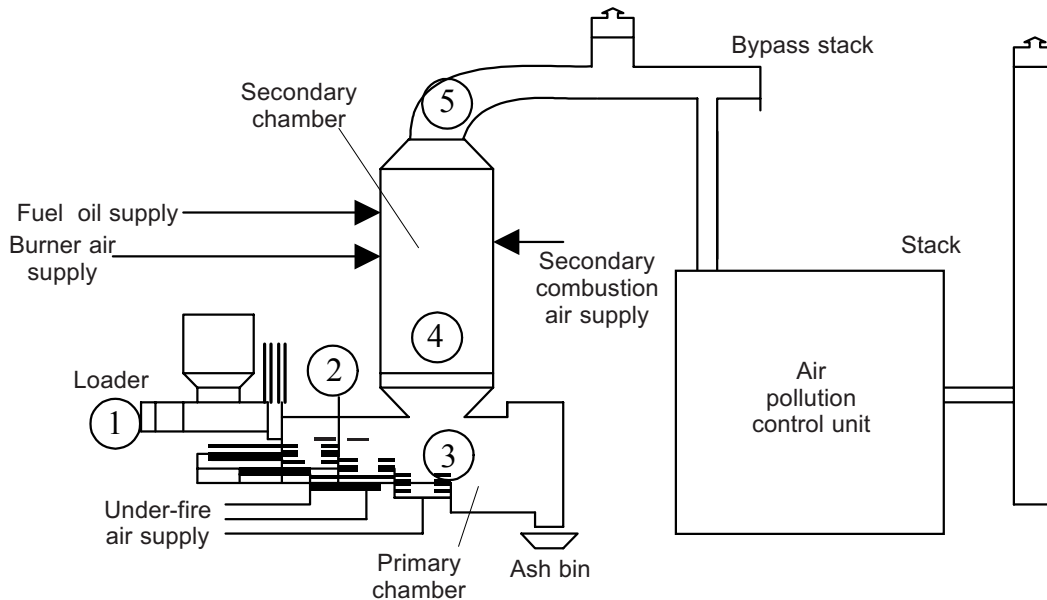 Bypass stack
5
Secondary
chamber
Fuel oil supply
Burner air
supply
Secondary
combustion
air supply
Stack
4
2
Loader
1
Air
pollution
control unit
3
Under-fire
air supply
Primary
chamber
Ash bin